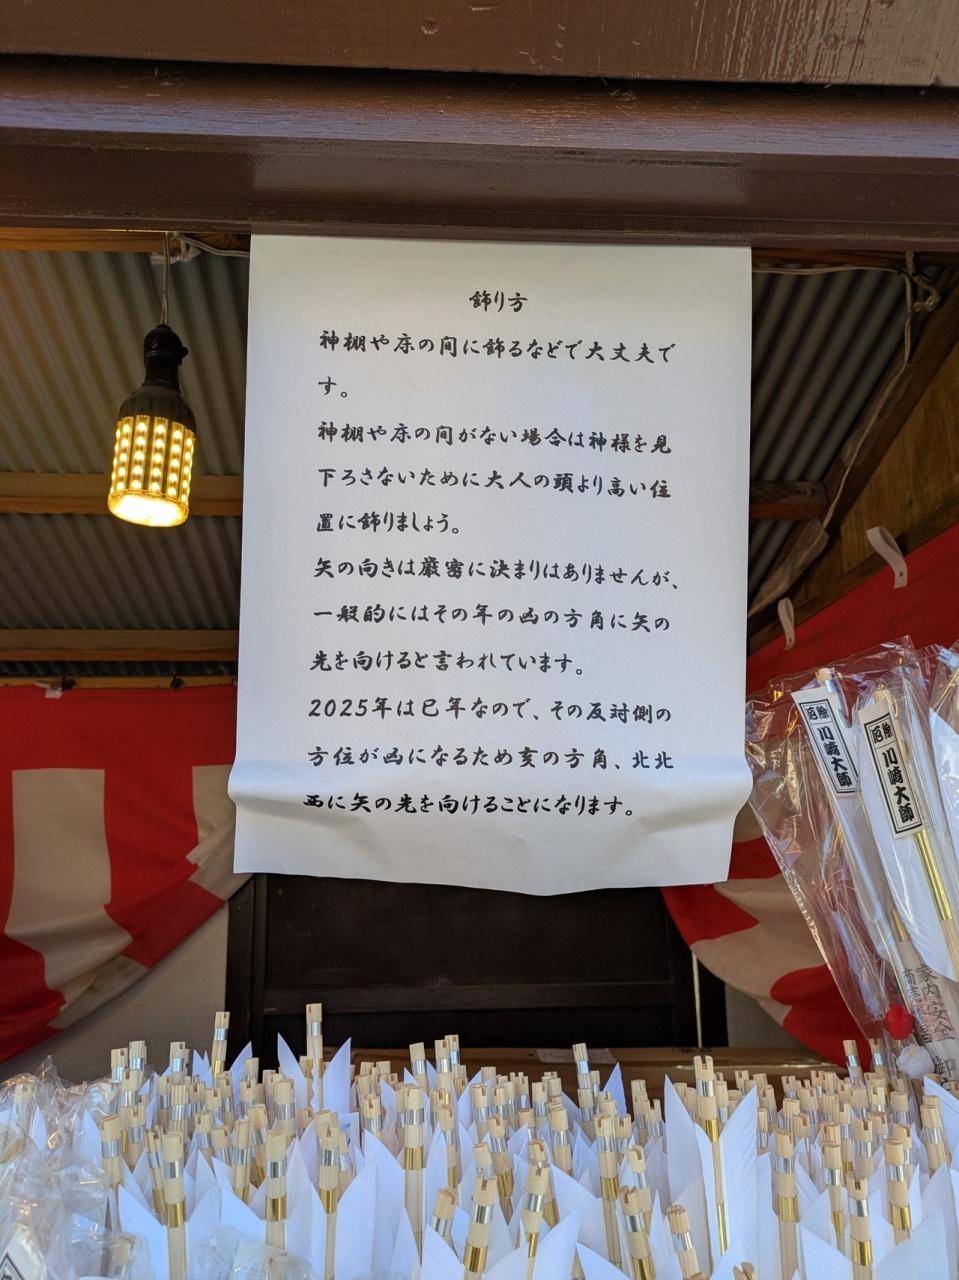 飾り方
神棚や床の間に飾るなどで大丈夫で
す。
神棚や床の間がない場合は神様を見
下ろさないために大人の頭より高い位
置に飾りましょう。
矢の向きは厳密に決まりはありませんが、
一般的にはその年の凶の方角に矢の
先を向けると言われています。
2025年は巳年なので、その反対側の
方位が凶になるため亥の方角、北北
西に矢の先を向けることになります。
厄除 川崎大師
厄除 川崎大師
家内安全